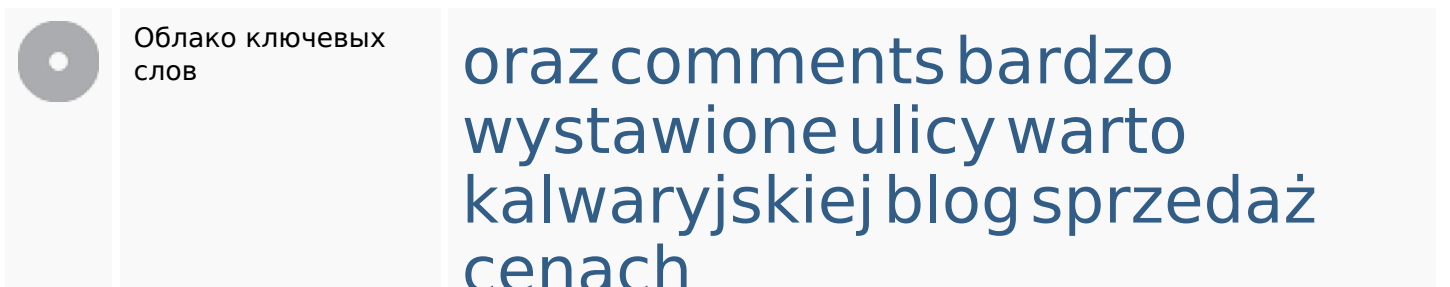 Облако ключевых
слов
oraz comments bardzo
wystawione ulicy warto
kalwaryjskiej blog sprzedaż
cenach